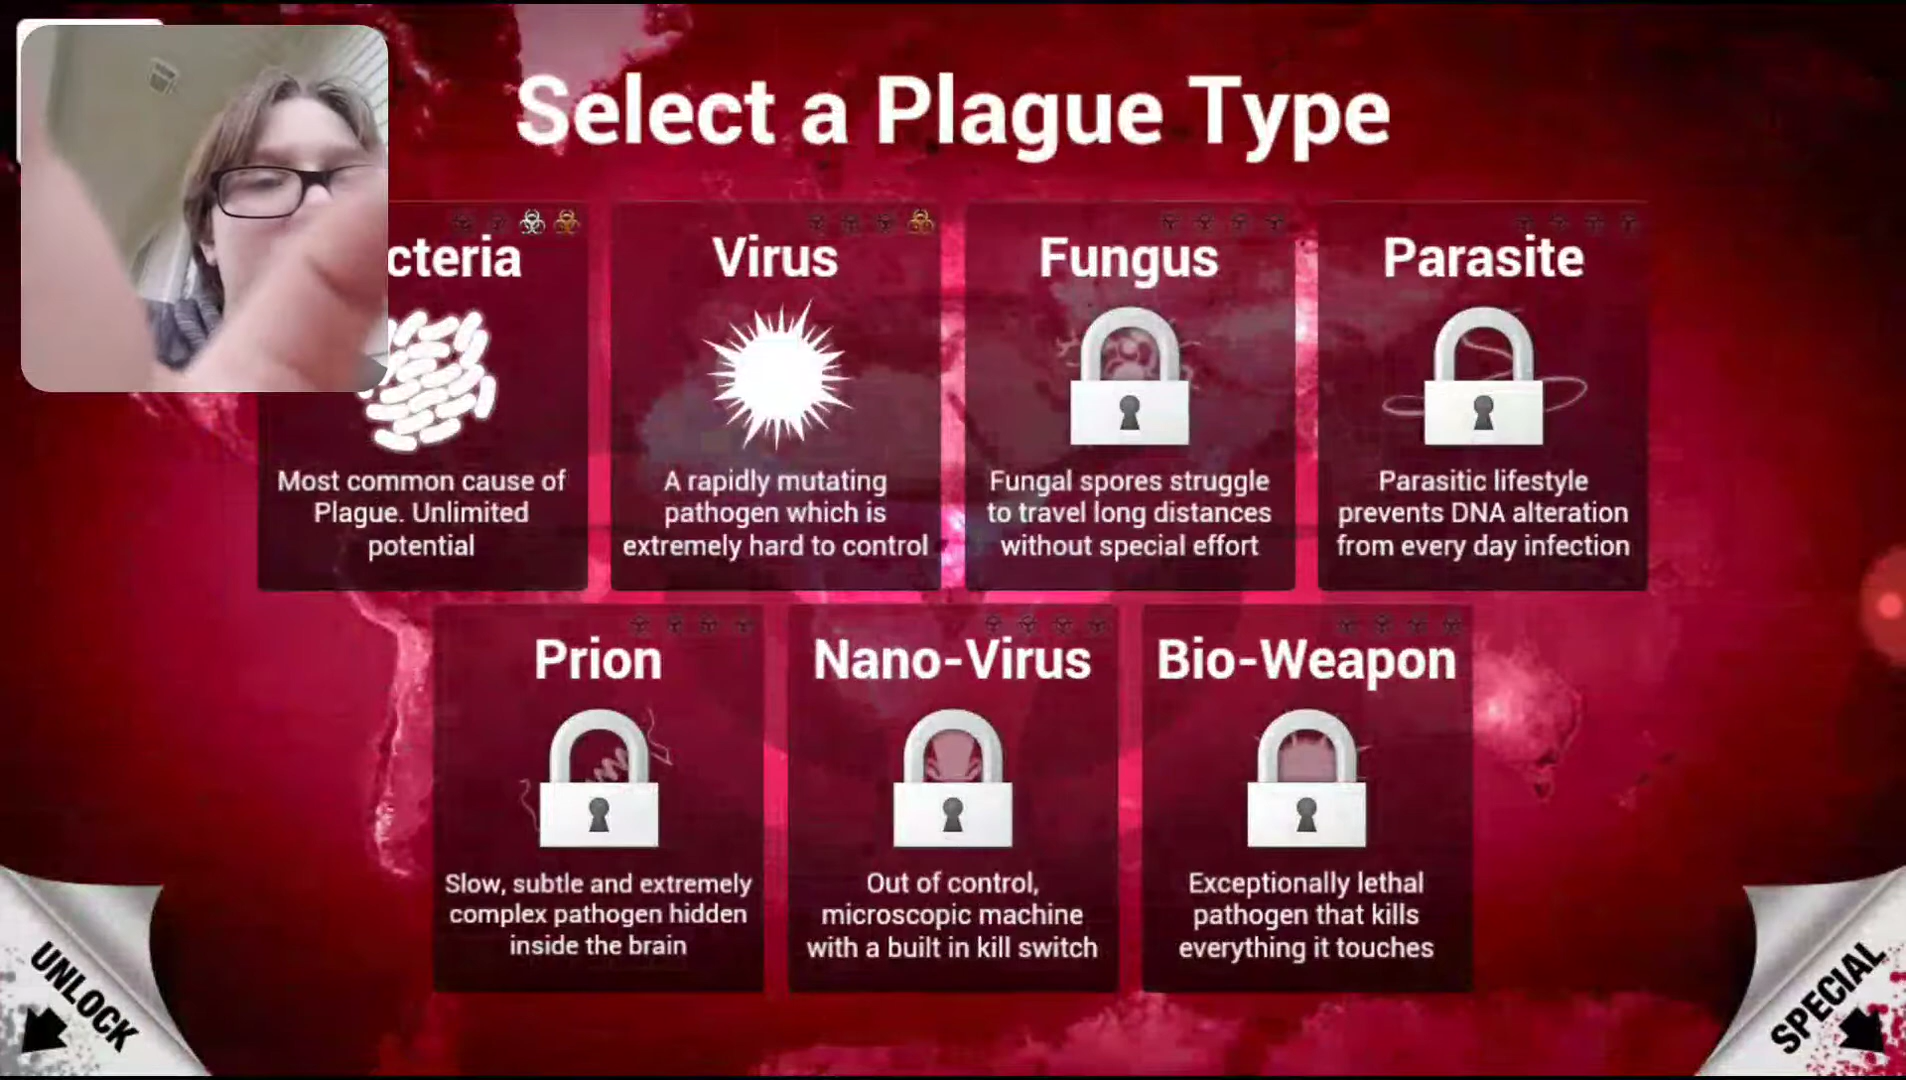 Select a Plague Type
cteria
Virus
Fungus
Parasite
Most common cause of
Plague. Unlimited
potential
A rapidly mutating
pathogen which is
extremely hard to control
Fungal spores struggle
to travel long distances
without special effort
Parasitic lifestyle
prevents DNA alteration
from every day infection
Prion
Nano-Virus
Bio-Weapon
Slow, subtle and extremely
complex pathogen hidden
inside the brain
Out of control,
microscopic machine
with a built in kill switch
Exceptionally lethal
pathogen that kills
everything it touches
UNLOCK
SPECIAL